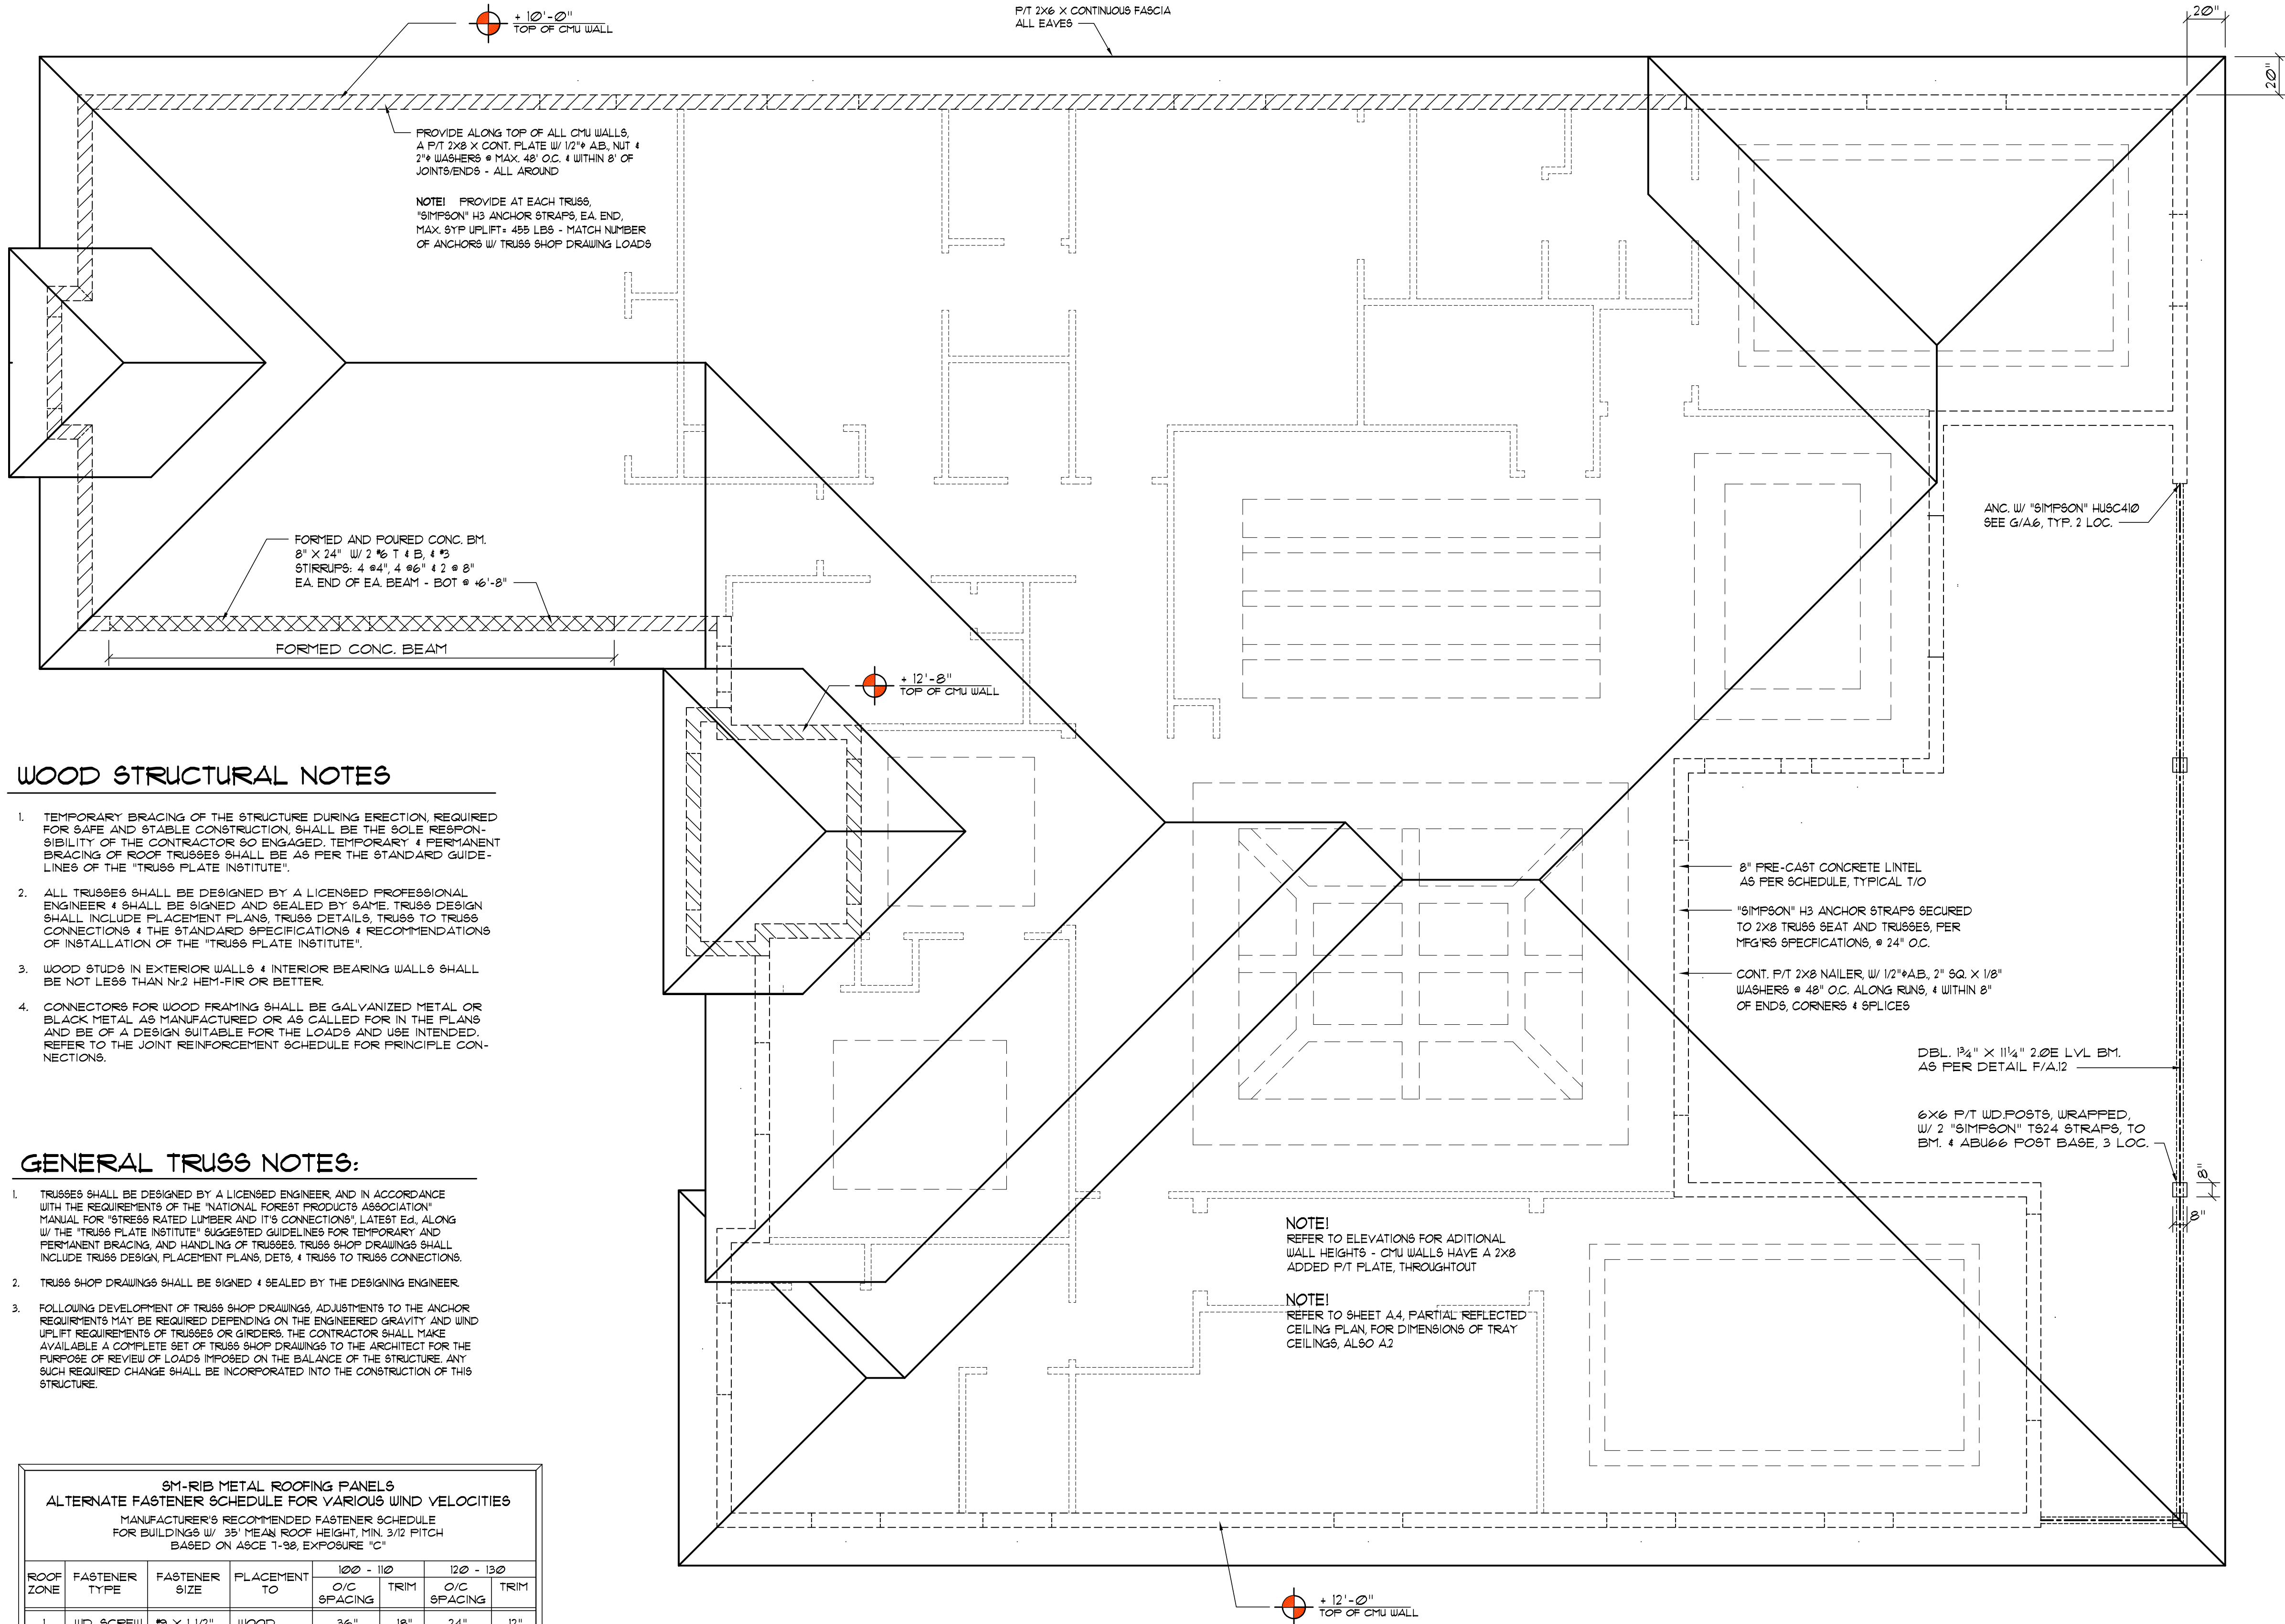 + 10'-0"
TOP OF CMU WALL
P/T 2X6 X CONTINUOUS FASCIA
ALL EAVES
20"
20"
PROVIDE ALONG TOP OF ALL CMU WALLS,
A P/T 2X8 X CONT. PLATE W/ 1/2"ϕ A.B., NUT &
2"ϕ WASHERS @ MAX. 48' O.C. & WITHIN 8' OF
JOINTS/ENDS - ALL AROUND
NOTE! PROVIDE AT EACH TRUSS,
"SIMPSON" H3 ANCHOR STRAPS, EA. END,
MAX. SYP UPLIFT= 455 LBS - MATCH NUMBER
OF ANCHORS W/ TRUSS SHOP DRAWING LOADS
ANC. W/ "SIMPSON" HUSC410
SEE G/A.6, TYP. 2 LOC.
FORMED AND POURED CONC. BM.
8" X 24" W/ 2 #6 T & B, & #3
STIRRUPS: 4 @4", 4 @6" & 2 @ 8"
EA. END OF EA. BEAM - BOT @ +6'-8"
FORMED CONC. BEAM
+ 12'-8"
TOP OF CMU WALL
WOOD STRUCTURAL NOTES
1. TEMPORARY BRACING OF THE STRUCTURE DURING ERECTION, REQUIRED
FOR SAFE AND STABLE CONSTRUCTION, SHALL BE THE SOLE RESPON-
SIBILITY OF THE CONTRACTOR SO ENGAGED. TEMPORARY & PERMANENT
BRACING OF ROOF TRUSSES SHALL BE AS PER THE STANDARD GUIDE-
LINES OF THE "TRUSS PLATE INSTITUTE".
2. ALL TRUSSES SHALL BE DESIGNED BY A LICENSED PROFESSIONAL
ENGINEER & SHALL BE SIGNED AND SEALED BY SAME. TRUSS DESIGN
SHALL INCLUDE PLACEMENT PLANS, TRUSS DETAILS, TRUSS TO TRUSS
CONNECTIONS & THE STANDARD SPECIFICATIONS & RECOMMENDATIONS
OF INSTALLATION OF THE "TRUSS PLATE INSTITUTE".
3. WOOD STUDS IN EXTERIOR WALLS & INTERIOR BEARING WALLS SHALL
BE NOT LESS THAN Nr.2 HEM-FIR OR BETTER.
4. CONNECTORS FOR WOOD FRAMING SHALL BE GALVANIZED METAL OR
BLACK METAL AS MANUFACTURED OR AS CALLED FOR IN THE PLANS
AND BE OF A DESIGN SUITABLE FOR THE LOADS AND USE INTENDED.
REFER TO THE JOINT REINFORCEMENT SCHEDULE FOR PRINCIPLE CON-
NECTIONS.
8" PRE-CAST CONCRETE LINTEL
AS PER SCHEDULE, TYPICAL T/O
"SIMPSON" H3 ANCHOR STRAPS SECURED
TO 2X8 TRUSS SEAT AND TRUSSES, PER
MFG'RS SPECFICATIONS, @ 24" O.C.
CONT. P/T 2X8 NAILER, W/ 1/2"ϕA.B., 2" SQ. X 1/8"
WASHERS @ 48" O.C. ALONG RUNS, & WITHIN 8"
OF ENDS, CORNERS & SPLICES
DBL. 1¾" X 11¼" 2.0E LVL BM.
AS PER DETAIL F/A.12
6X6 P/T WD.POSTS, WRAPPED,
W/ 2 "SIMPSON" TS24 STRAPS, TO
BM. & ABU66 POST BASE, 3 LOC.
8"
8"
GENERAL TRUSS NOTES:
1. TRUSSES SHALL BE DESIGNED BY A LICENSED ENGINEER, AND IN ACCORDANCE
WITH THE REQUIREMENTS OF THE "NATIONAL FOREST PRODUCTS ASSOCIATION"
MANUAL FOR "STRESS RATED LUMBER AND IT'S CONNECTIONS", LATEST Ed., ALONG
W/ THE "TRUSS PLATE INSTITUTE" SUGGESTED GUIDELINES FOR TEMPORARY AND
PERMANENT BRACING, AND HANDLING OF TRUSSES. TRUSS SHOP DRAWINGS SHALL
INCLUDE TRUSS DESIGN, PLACEMENT PLANS, DETS, & TRUSS TO TRUSS CONNECTIONS.
2. TRUSS SHOP DRAWINGS SHALL BE SIGNED & SEALED BY THE DESIGNING ENGINEER.
3. FOLLOWING DEVELOPMENT OF TRUSS SHOP DRAWINGS, ADJUSTMENTS TO THE ANCHOR
REQUIRMENTS MAY BE REQUIRED DEPENDING ON THE ENGINEERED GRAVITY AND WIND
UPLIFT REQUIREMENTS OF TRUSSES OR GIRDERS. THE CONTRACTOR SHALL MAKE
AVAILABLE A COMPLETE SET OF TRUSS SHOP DRAWINGS TO THE ARCHITECT FOR THE
PURPOSE OF REVIEW OF LOADS IMPOSED ON THE BALANCE OF THE STRUCTURE. ANY
SUCH REQUIRED CHANGE SHALL BE INCORPORATED INTO THE CONSTRUCTION OF THIS
STRUCTURE.
NOTE!
REFER TO ELEVATIONS FOR ADITIONAL
WALL HEIGHTS - CMU WALLS HAVE A 2X8
ADDED P/T PLATE, THROUGHTOUT
NOTE!
REFER TO SHEET A.4, PARTIAL REFLECTED
CEILING PLAN, FOR DIMENSIONS OF TRAY
CEILINGS, ALSO A.2
SM-RIB METAL ROOFING PANELS
ALTERNATE FASTENER SCHEDULE FOR VARIOUS WIND VELOCITIES
MANUFACTURER'S RECOMMENDED FASTENER SCHEDULE
FOR BUILDINGS W/ 35' MEAN ROOF HEIGHT, MIN. 3/12 PITCH
BASED ON ASCE 7-98, EXPOSURE "C"
ROOF ZONE FASTENER TYPE FASTENER SIZE PLACEMENT TO 100 - 110 120 - 130
O/C SPACING TRIM O/C SPACING TRIM
1 WD. SCREW #9 X 1 1/2" WOOD 36" 18" 24" 12"
+ 12'-0"
TOP OF CMU WALL